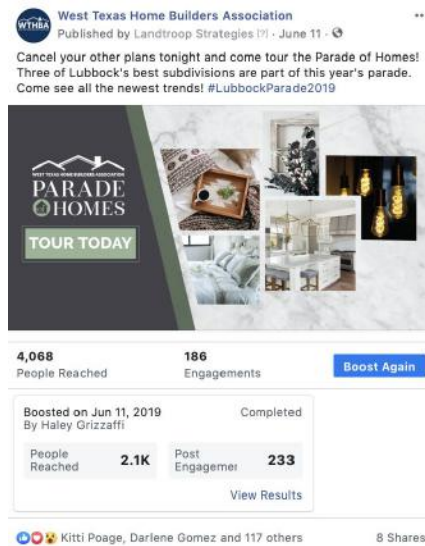 West Texas Home Builders Association
Published by Landtroop Strategies [?] · June 11 ·
Cancel your other plans tonight and come tour the Parade of Homes!
Three of Lubbock's best subdivisions are part of this year's parade.
Come see all the newest trends! #LubbockParade2019
WTHBA
WEST TEXAS HOME BUILDERS ASSOCIATION
PARADE
OF HOMES
TOUR TODAY
4,068
People Reached
186
Engagements
Boost Again
Boosted on Jun 11, 2019
By Haley Grizzaffi
Completed
People
Reached
2.1K
Post
Engagemen
233
View Results
Kitti Poage, Darlene Gomez and 117 others
8 Shares